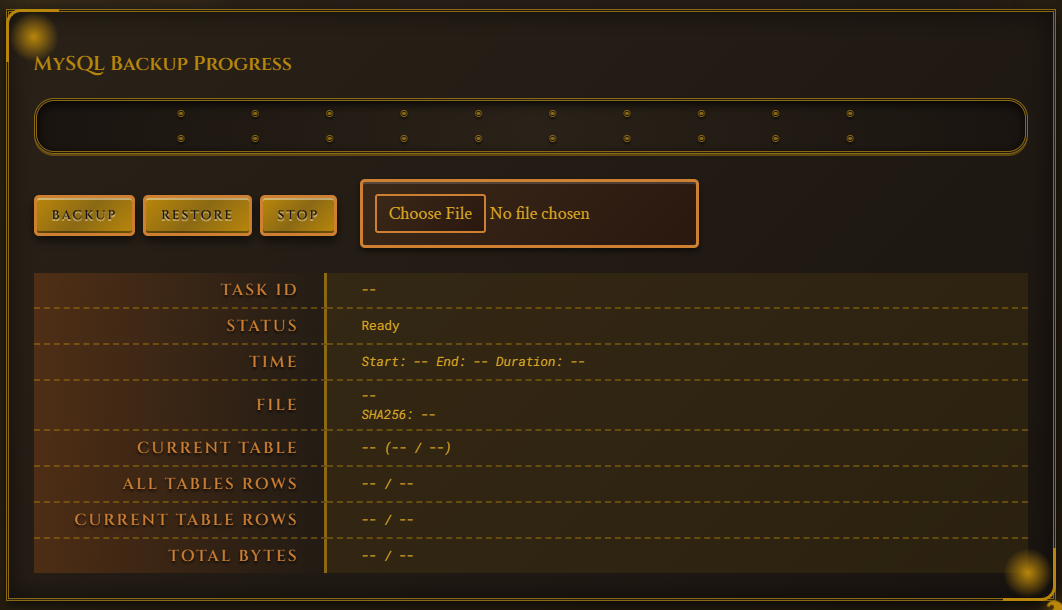 MySQL Backup Progress
BACKUP RESTORE STOP Choose File No file chosen
TASK ID --
STATUS Ready
TIME Start: -- End: -- Duration: --
FILE --
SHA256: --
CURRENT TABLE -- (-- / --)
ALL TABLES ROWS -- / --
CURRENT TABLE ROWS -- / --
TOTAL BYTES -- / --